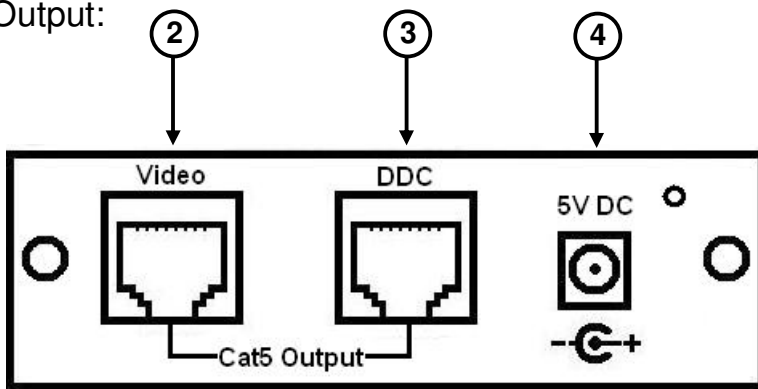 Output:
2 3 4
Video DDC
5V DC
Cat5 Output
- +